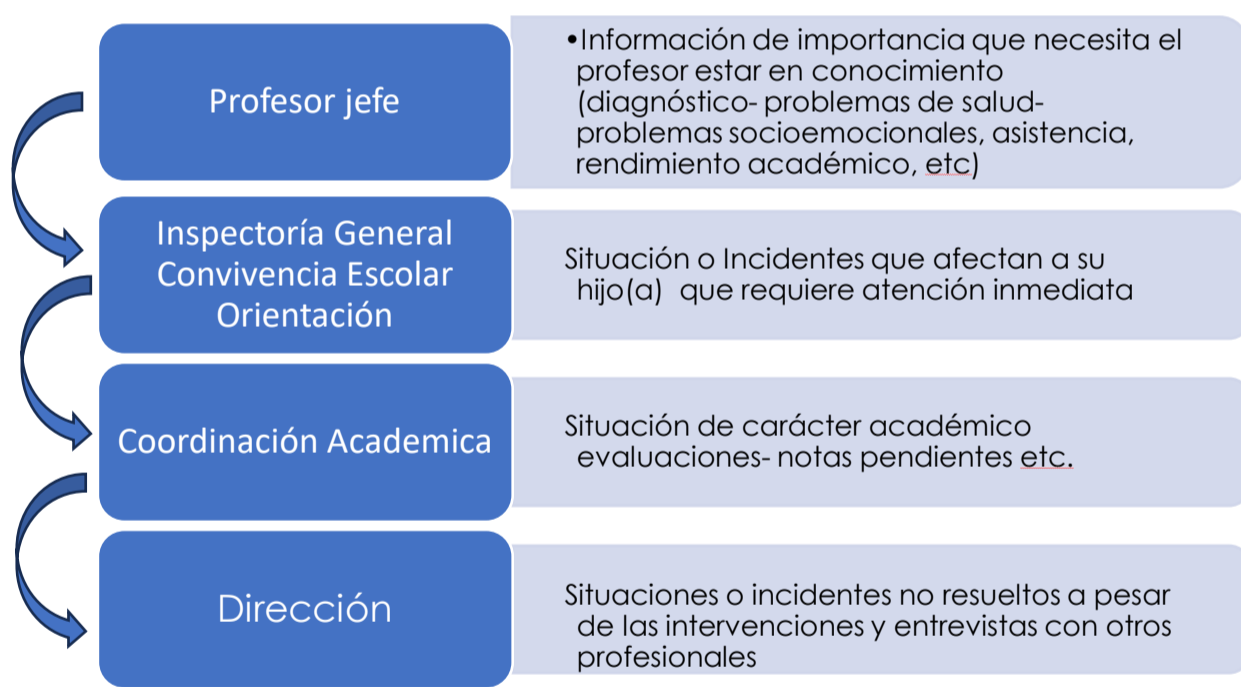 Profesor jefe
•Información de importancia que necesita el
profesor estar en conocimiento
(diagnóstico- problemas de salud-
problemas socioemocionales, asistencia,
rendimiento académico, etc)
Inspectoría General
Convivencia Escolar
Orientación
Situación o Incidentes que afectan a su
hijo(a) que requiere atención inmediata
Coordinación Academica
Situación de carácter académico
evaluaciones- notas pendientes etc.
Dirección
Situaciones o incidentes no resueltos a pesar
de las intervenciones y entrevistas con otros
profesionales